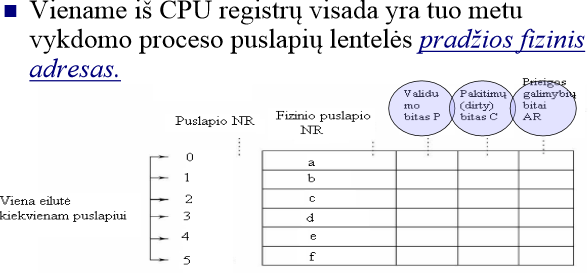 Viename iš CPU registrų visada yra tuo metu
vykdomo proceso puslapių lentelės pradžios fizinis
adresas.
Puslapio NR
Fizinio puslapio
NR
Validu
mo
bitas P
Pakitimų
(dirty)
bitas C
Prieigos
galimybių
bitai
AR
Viena eilutė
kiekvienam puslapiui
0 a
1 b
2 c
3 d
4 e
5 f